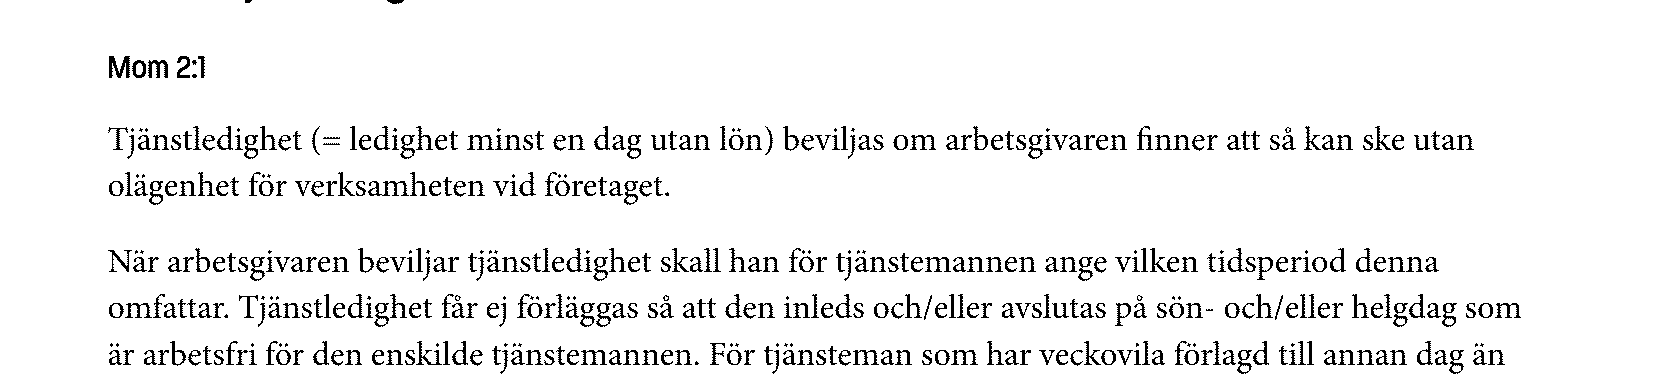 Mom 2:1
Tjänstledighet (= ledighet minst en dag utan lön) beviljas om arbetsgivaren finner att så kan ske utan
olägenhet för verksamheten vid företaget.
När arbetsgivaren beviljar tjänstledighet skall han för tjänstemannen ange vilken tidsperiod denna
omfattar. Tjänstledighet får ej förläggas så att den inleds och/eller avslutas på sön- och/eller helgdag som
är arbetsfri för den enskilde tjänstemannen. För tjänsteman som har veckovila förlagd till annan dag än